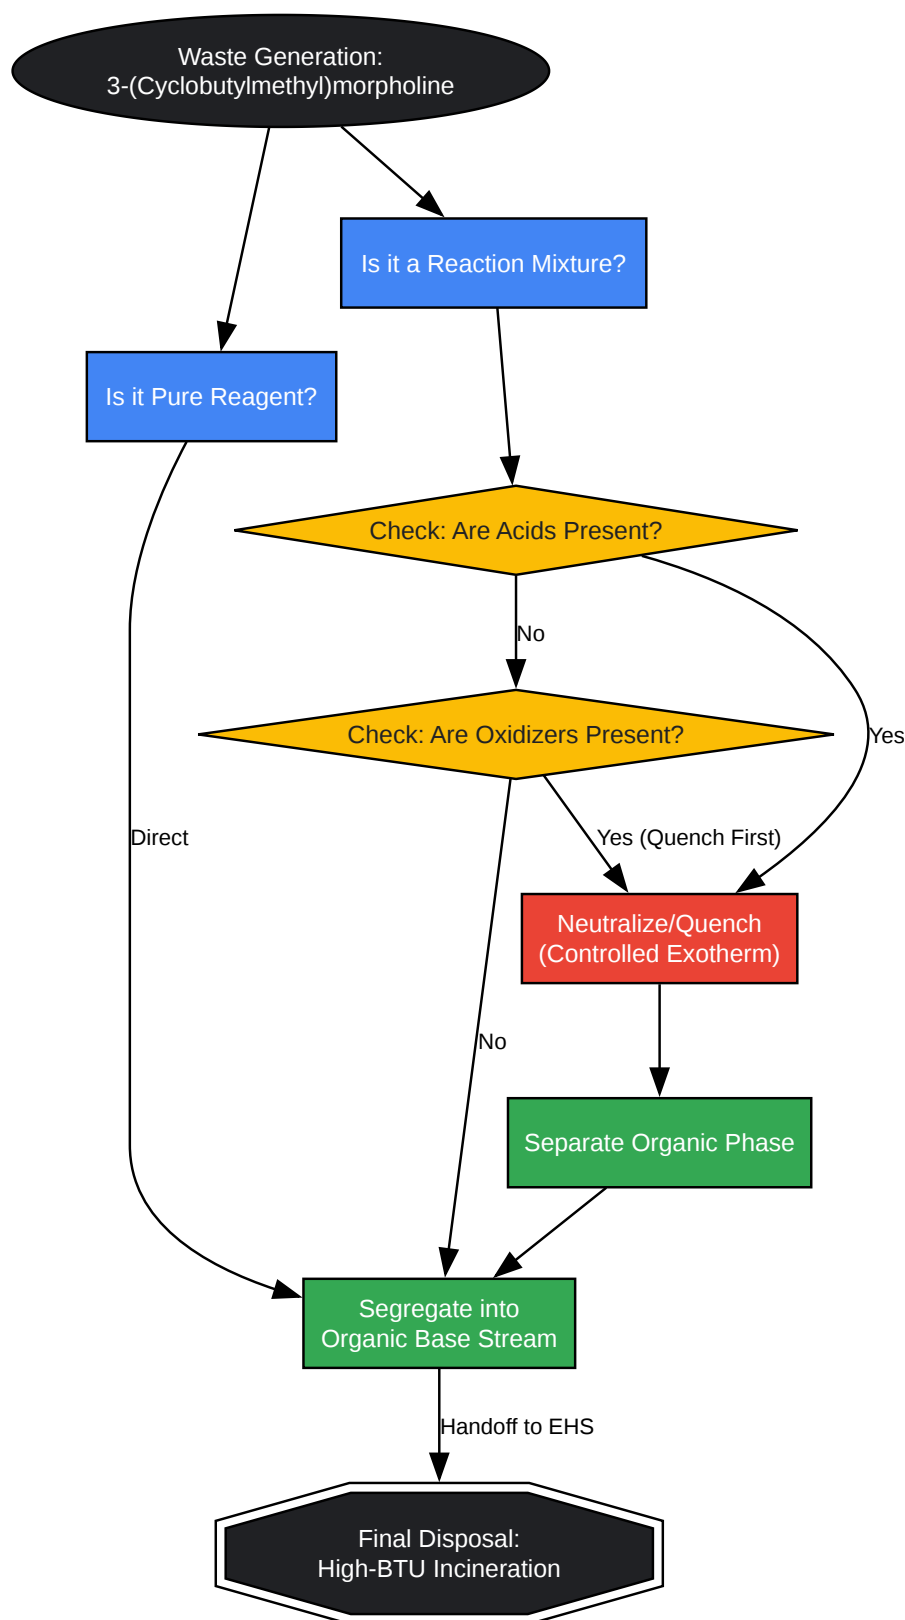 Waste Generation:
3-(Cyclobutylmethyl)morpholine
Is it a Reaction Mixture?
Is it Pure Reagent?
Check: Are Acids Present?
No
Check: Are Oxidizers Present?
Yes
Direct
Yes (Quench First)
Neutralize/Quench
(Controlled Exotherm)
No
Separate Organic Phase
Segregate into
Organic Base Stream
Handoff to EHS
Final Disposal:
High-BTU Incineration